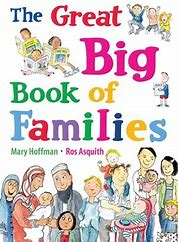 The Great
Big
Book of
Families
Mary Hoffman • Ros Asquith